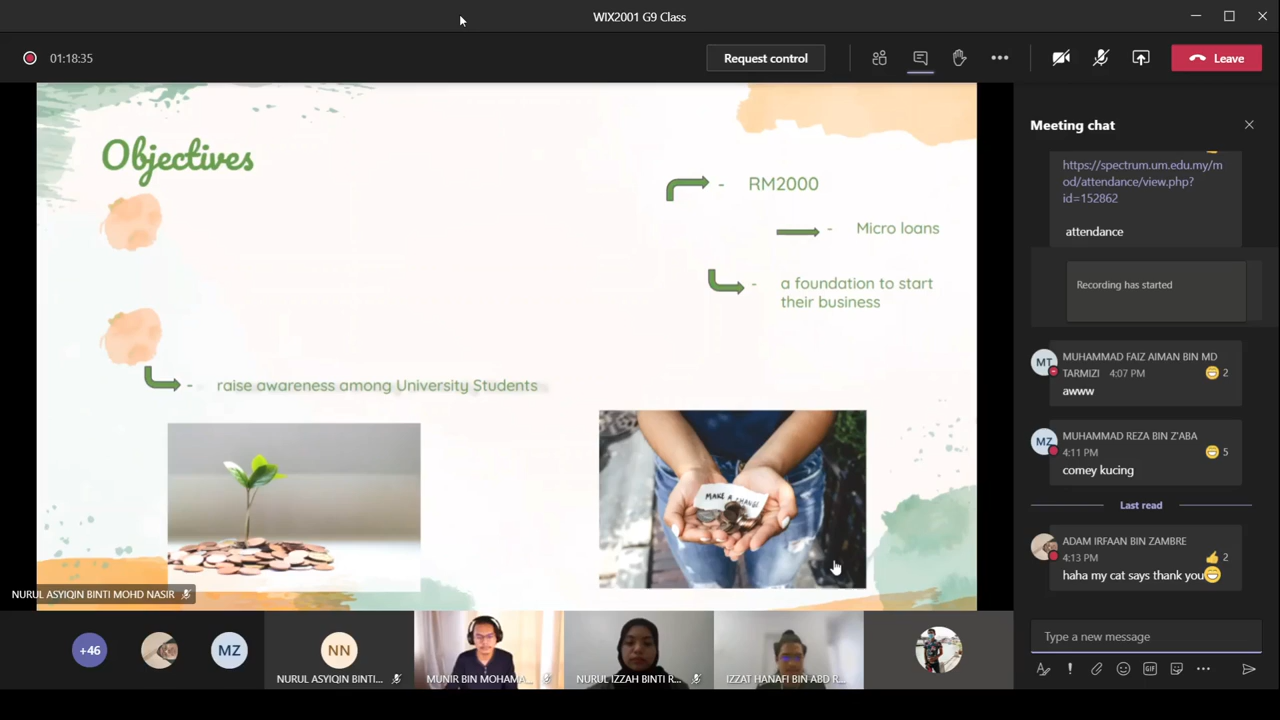 WIX2001 G9 Class
01:18:35
Request control
Leave
Objectives
- RM2000
- Micro loans
- a foundation to start
their business
- raise awareness among University Students
MAKE A CHANGE
NURUL ASYIQIN BINTI MOHD NASIR
+46
MZ
NN
NURUL ASYIQIN BINTI...
MUNIR BIN MOHAMA...
NURUL IZZAH BINTI R...
IZZAT HANAFI BIN ABD R...
Meeting chat
https://spectrum.um.edu.my/m
od/attendance/view.php?
id=152862
attendance
Recording has started
MT
MUHAMMAD FAIZ AIMAN BIN MD
TARMIZI 4:07 PM 😁 2
awww
MZ
MUHAMMAD REZA BIN Z'ABA
4:11 PM 😁 5
comey kucing
Last read
ADAM IRFAAN BIN ZAMBRE
4:13 PM 👍 2
haha my cat says thank you😁
Type a new message
GIF